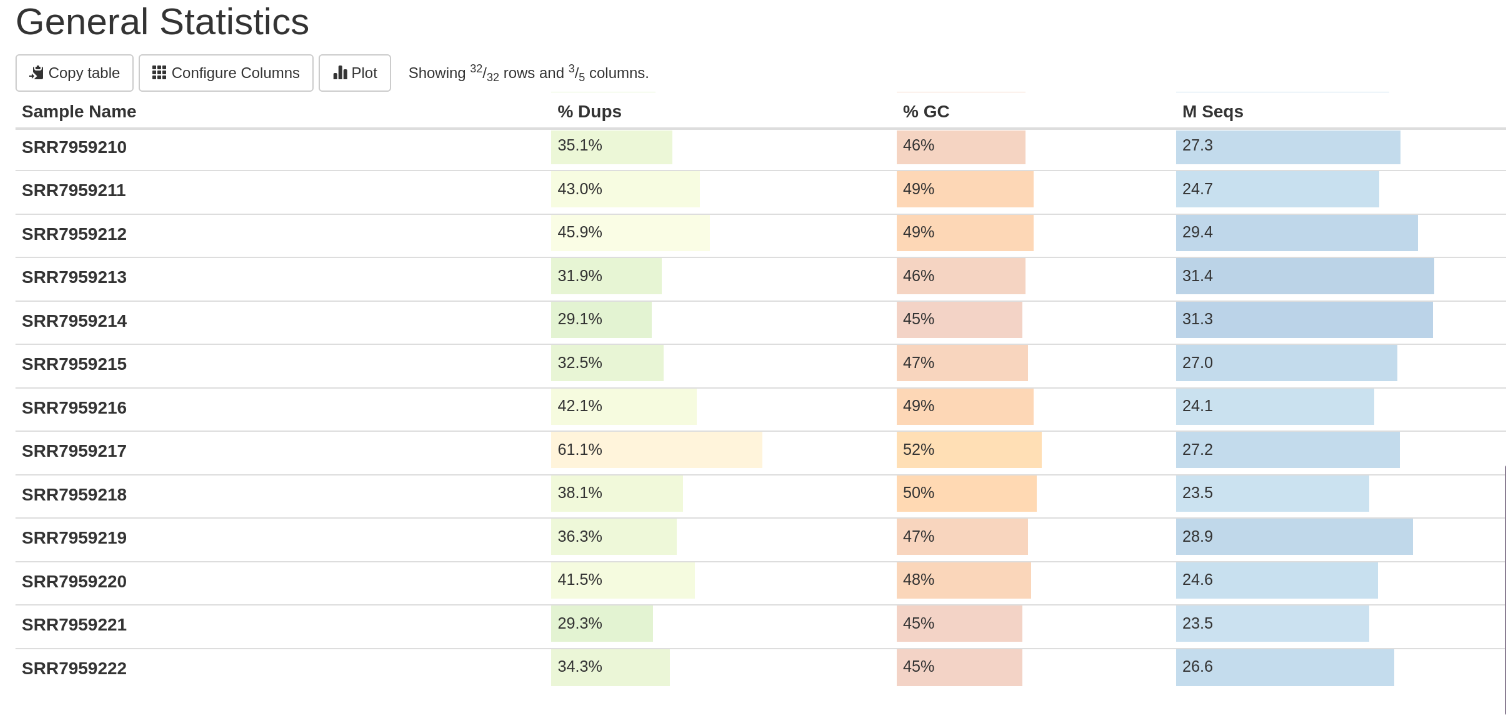 General Statistics
Copy table Configure Columns Plot Showing 32/32 rows and 3/5 columns.
Sample Name % Dups % GC M Seqs
SRR7959210 35.1% 46% 27.3
SRR7959211 43.0% 49% 24.7
SRR7959212 45.9% 49% 29.4
SRR7959213 31.9% 46% 31.4
SRR7959214 29.1% 45% 31.3
SRR7959215 32.5% 47% 27.0
SRR7959216 42.1% 49% 24.1
SRR7959217 61.1% 52% 27.2
SRR7959218 38.1% 50% 23.5
SRR7959219 36.3% 47% 28.9
SRR7959220 41.5% 48% 24.6
SRR7959221 29.3% 45% 23.5
SRR7959222 34.3% 45% 26.6